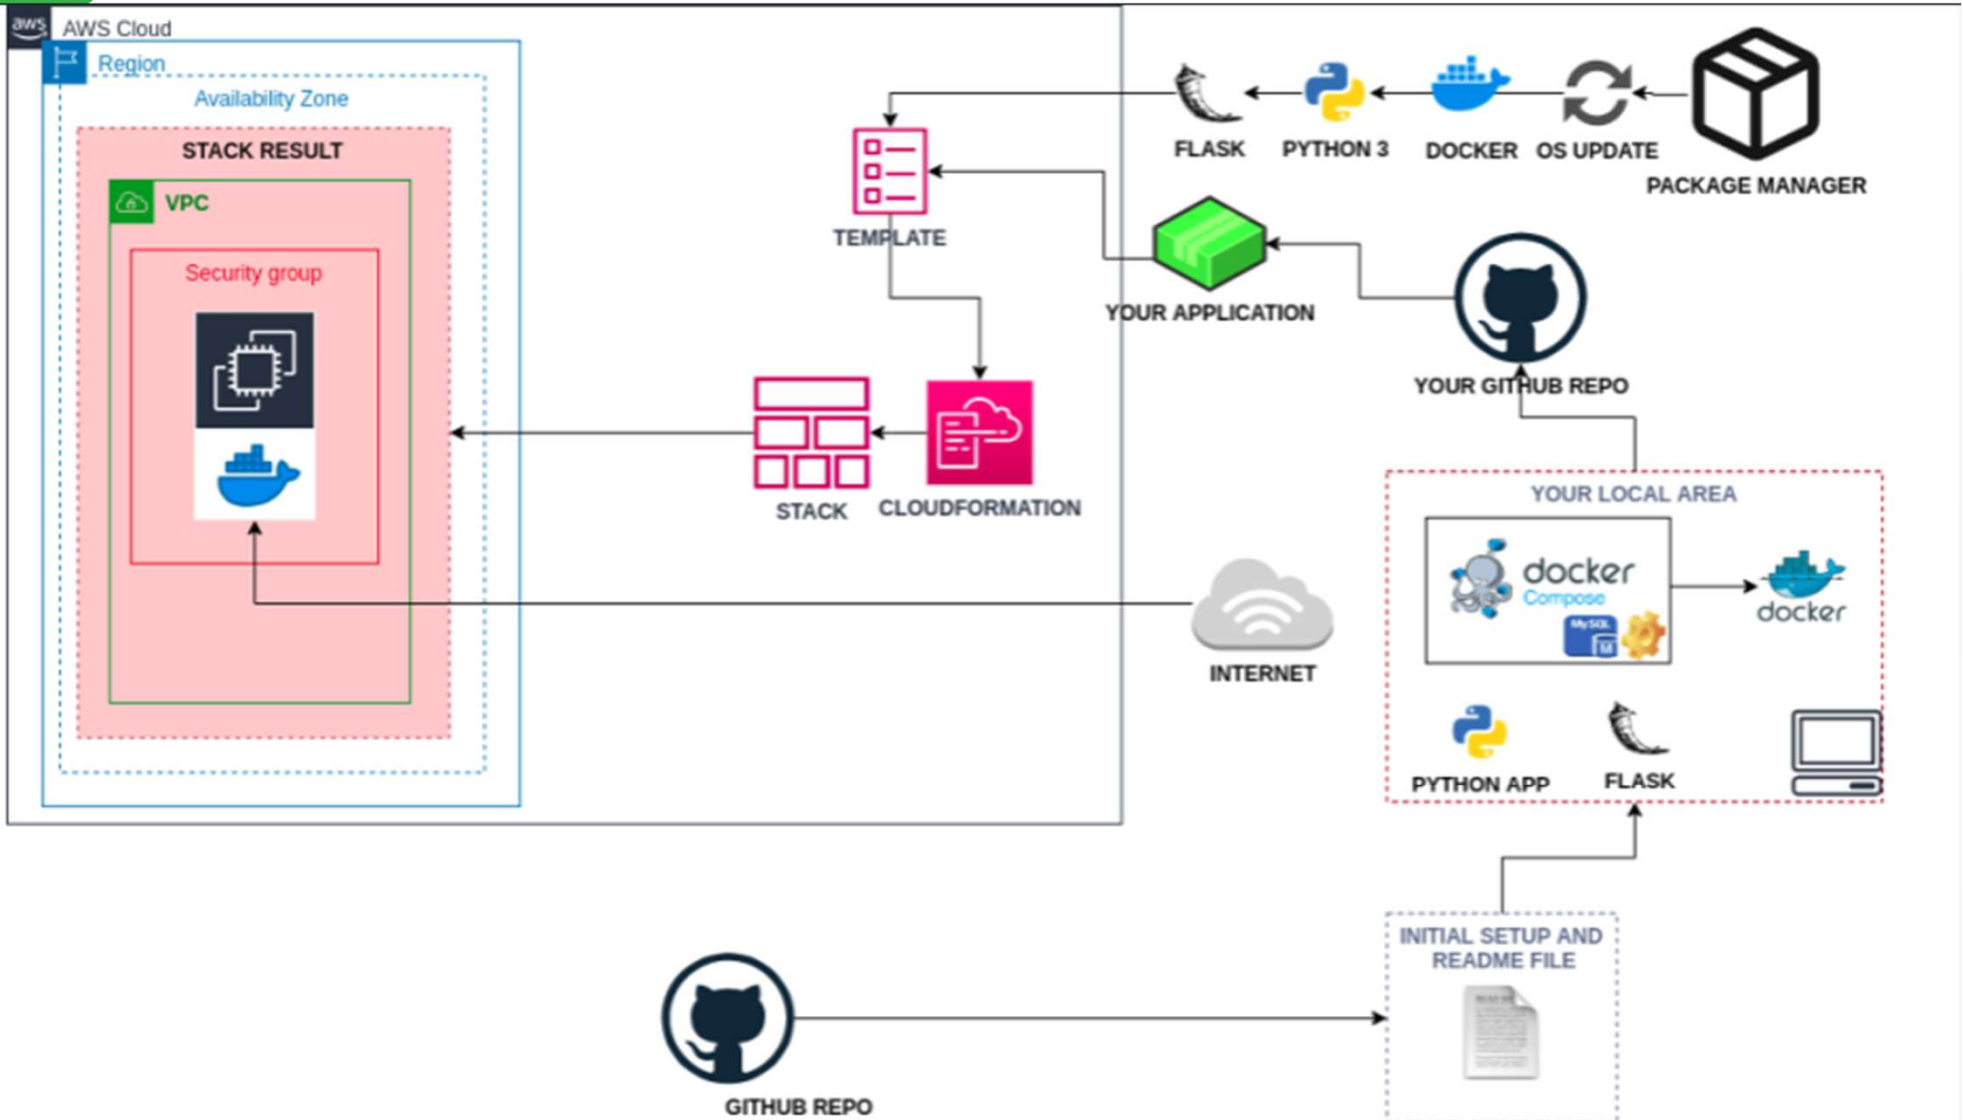 aws
AWS Cloud
Region
Availability Zone
STACK RESULT
VPC
Security group
TEMPLATE
STACK
CLOUDFORMATION
FLASK
PYTHON 3
DOCKER
OS UPDATE
PACKAGE MANAGER
YOUR APPLICATION
YOUR GITHUB REPO
INTERNET
YOUR LOCAL AREA
docker
Compose
MySQL
M
docker
PYTHON APP
FLASK
INITIAL SETUP AND
README FILE
GITHUB REPO